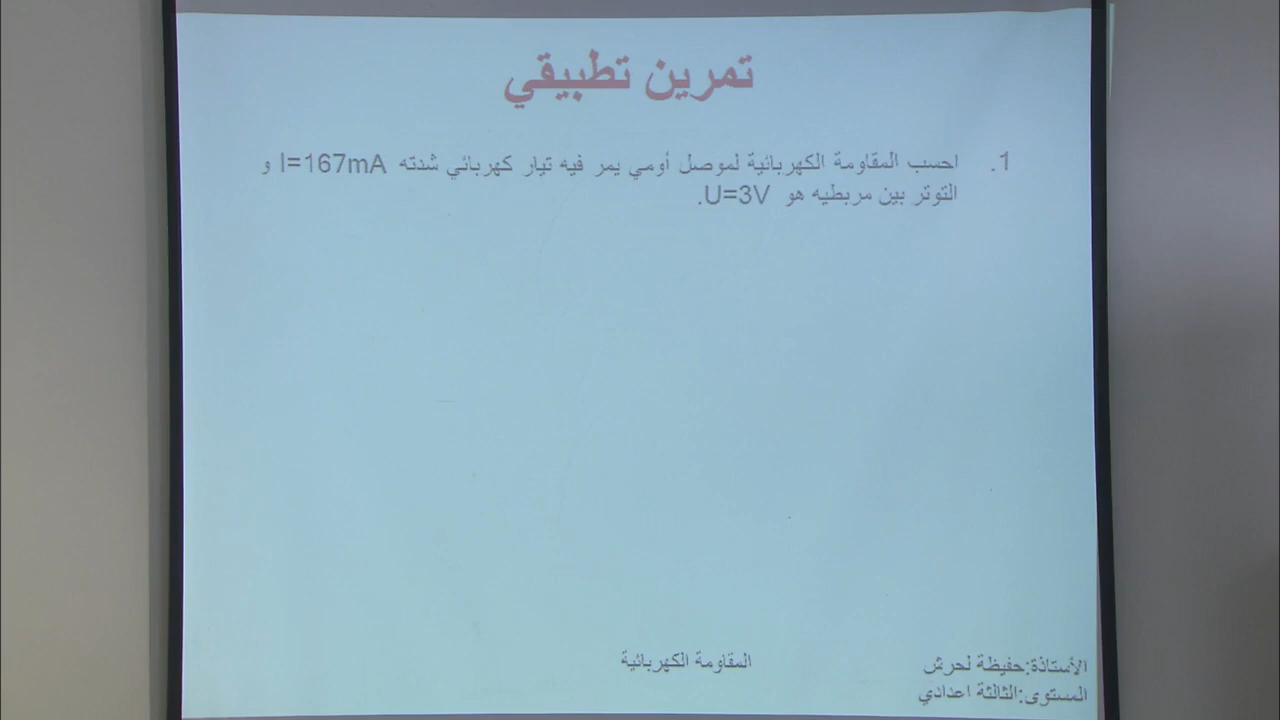 تمرين تطبيقي
1. احسب المقاومة الكهربائية لموصل أومي يمر فيه تيار كهربائي شدته I=167mA و
التوتر بين مربطيه هو U=3V.
المقاومة الكهربائية
الأستاذة:حفيظة لحرش
المستوى:الثالثة اعدادي